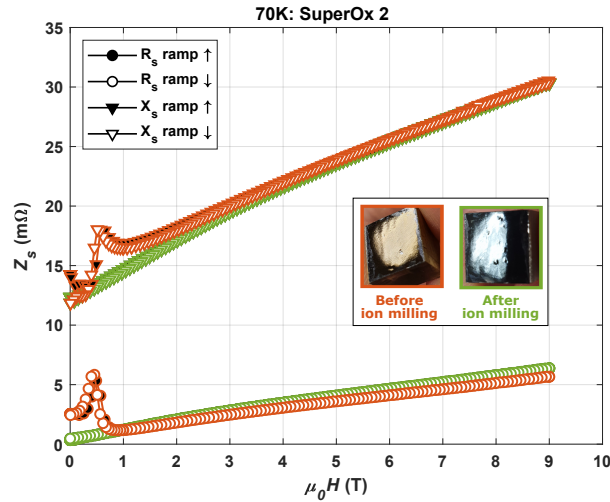 70K: SuperOx 2
35
30
25
20
15
10
5
0
Z_s (mΩ)
R_s ramp ↑
R_s ramp ↓
X_s ramp ↑
X_s ramp ↓
Before
ion milling
After
ion milling
0 1 2 3 4 5 6 7 8 9 10
μ_0H (T)